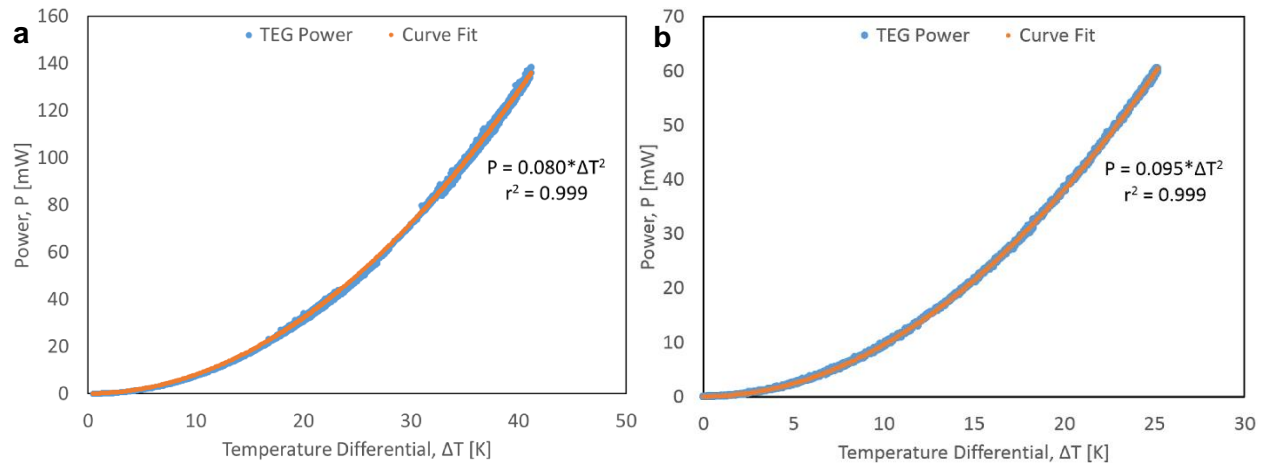 a
TEG Power
Curve Fit
160
140
120
100
80
60
40
20
0
Power, P [mW]
P = 0.080*ΔT²
r² = 0.999
0
10
20
30
40
50
Temperature Differential, ΔT [K]
b
TEG Power
Curve Fit
70
60
50
40
30
20
10
0
Power, P [mW]
P = 0.095*ΔT²
r² = 0.999
0
5
10
15
20
25
30
Temperature Differential, ΔT [K]